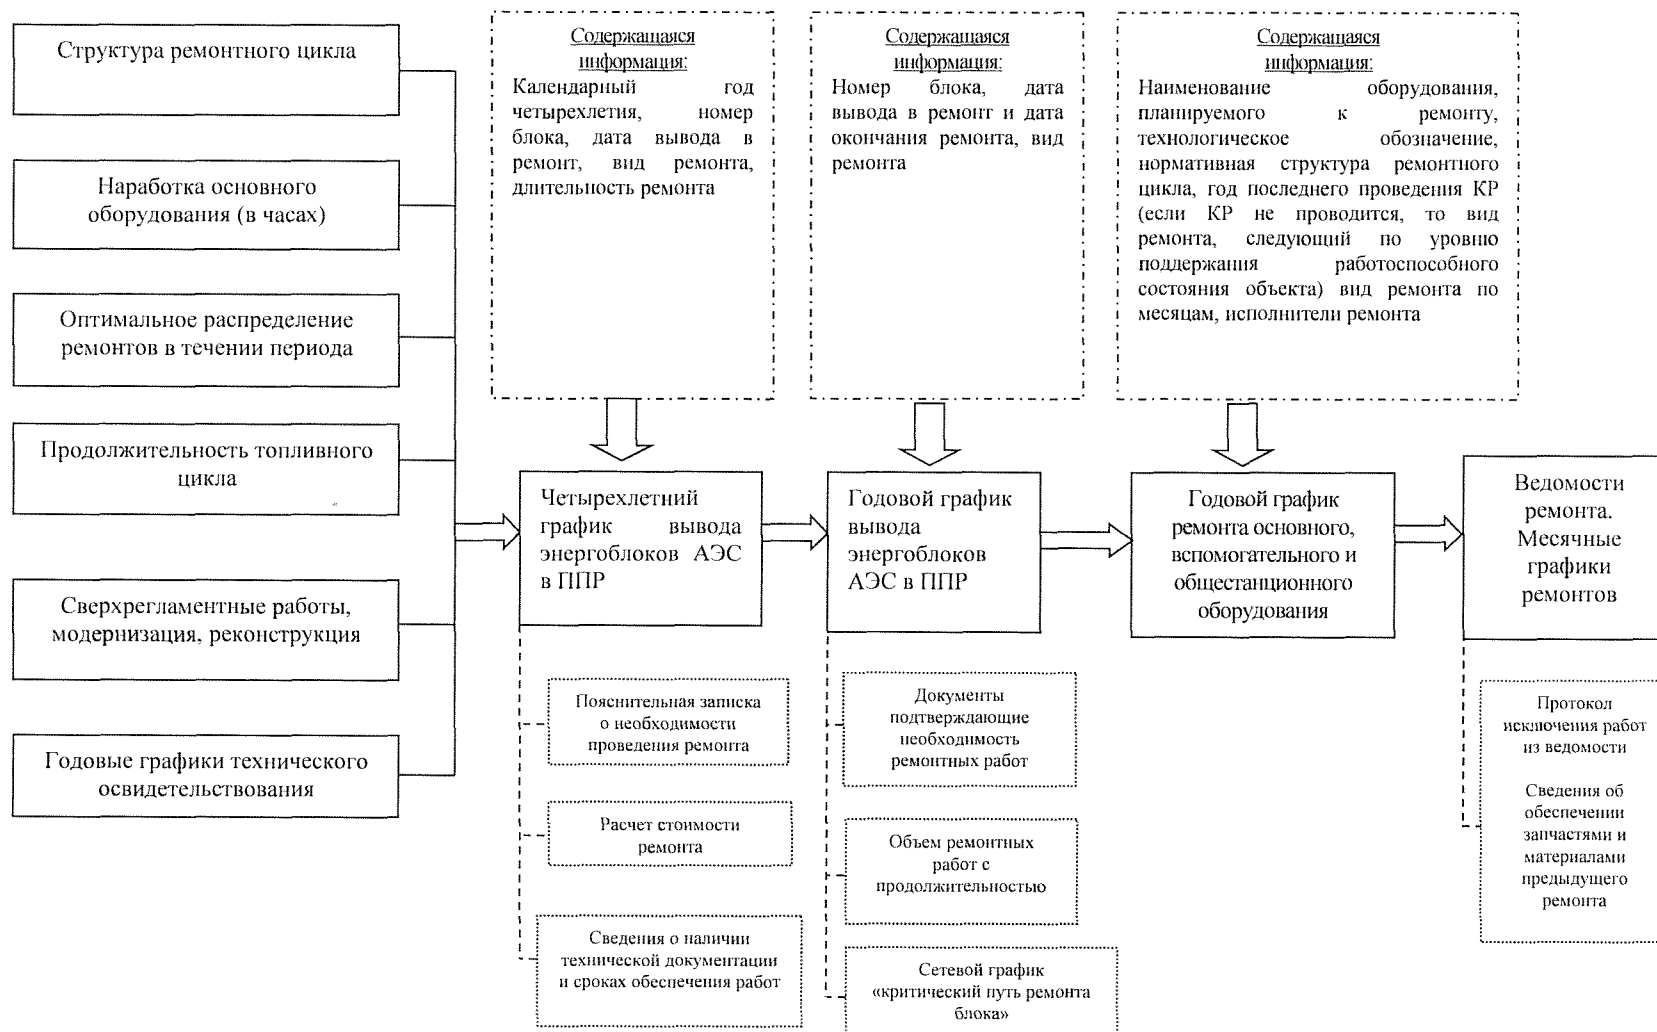 Структура ремонтного цикла
Наработка основного
оборудования (в часах)
Оптимальное распределение
ремонтов в течении периода
Продолжительность топливного
цикла
Сверхрегламентные работы,
модернизация, реконструкция
Годовые графики технического
освидетельствования
Содержащаяся
информация:
Календарный год
четырехлетия, номер
блока, дата вывода в
ремонт, вид ремонта,
длительность ремонта
Содержащаяся
информация:
Номер блока, дата
вывода в ремонт и дата
окончания ремонта, вид
ремонта
Содержащаяся
информация:
Наименование оборудования,
планируемого к ремонту,
технологическое обозначение,
нормативная структура ремонтного
цикла, год последнего проведения КР
(если КР не проводится, то вид
ремонта, следующий по уровню
поддержания работоспособного
состояния объекта) вид ремонта по
месяцам, исполнители ремонта
Четырехлетний
график вывода
энергоблоков АЭС
в ППР
Годовой график
вывода
энергоблоков
АЭС в ППР
Годовой график
ремонта основного,
вспомогательного и
общестанционного
оборудования
Ведомости
ремонта.
Месячные
графики
ремонтов
Пояснительная записка
о необходимости
проведения ремонта
Расчет стоимости
ремонта
Сведения о наличии
технической документации
и сроках обеспечения работ
Документы
подтверждающие
необходимость
ремонтных работ
Объем ремонтных
работ с
продолжительностью
Сетевой график
«критический путь ремонта
блока»
Протокол
исключения работ
из ведомости
Сведения об
обеспечении
запчастями и
материалами
предыдущего
ремонта